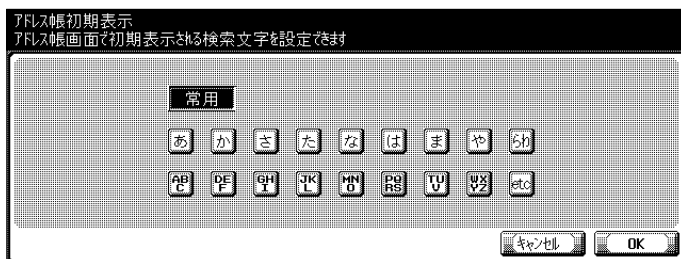 アドレス帳初期表示
アドレス帳画面で初期表示される検索文字を設定できます
常用
あ か さ た な は ま や らわ
ABC DEF GHI JKL MNO PQRS TUV WXYZ etc
キャンセル OK